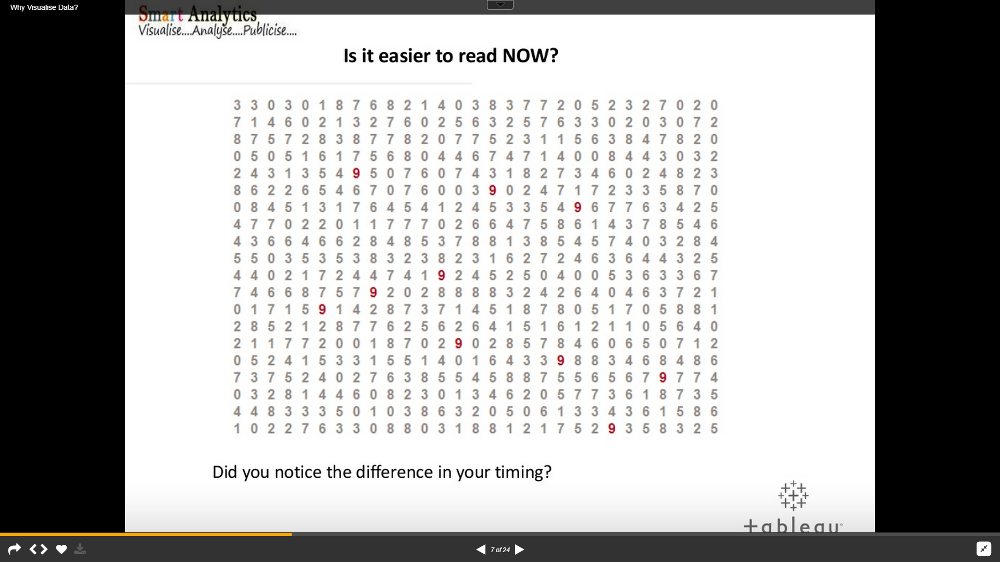 Why Visualise Data?
Smart Analytics
Visualise....Analyse....Publicise....
Is it easier to read NOW?
3 3 0 3 0 1 8 7 6 8 2 1 4 0 3 8 3 7 7 2 0 5 2 3 2 7 0 2 0
7 1 4 6 0 2 1 3 2 7 6 0 2 5 6 3 2 5 7 6 3 3 0 2 0 3 0 7 2
8 7 5 7 2 8 3 8 7 7 8 2 0 7 7 5 2 3 1 1 5 6 3 8 4 7 8 2 0
0 5 0 5 1 6 1 7 5 6 8 0 4 4 6 7 4 7 1 4 0 0 8 4 4 3 0 3 2
2 4 3 1 3 5 4 9 5 0 7 6 0 7 4 3 1 8 2 7 3 4 6 0 2 4 8 2 3
8 6 2 2 6 5 4 6 7 0 7 6 0 0 3 9 0 2 4 7 1 7 2 3 3 5 8 7 0
0 8 4 5 1 3 1 7 6 4 5 4 1 2 4 5 3 3 5 4 9 6 7 7 6 3 4 2 5
4 7 7 0 2 2 0 1 1 7 7 7 0 2 6 6 4 7 5 8 6 1 4 3 7 8 5 4 6
4 3 6 6 4 6 6 2 8 4 8 5 3 7 8 8 1 3 8 5 4 5 7 4 0 3 2 8 4
5 5 0 3 5 3 5 3 8 3 2 3 8 2 3 1 6 2 7 2 4 6 3 6 4 4 3 2 5
4 4 0 2 1 7 2 4 4 7 4 1 9 2 4 5 2 5 0 4 0 0 5 3 6 3 3 6 7
7 4 6 6 8 7 5 7 9 2 0 2 8 8 8 8 3 2 4 2 6 4 0 4 6 3 7 2 1
0 1 7 1 5 9 1 4 2 8 7 3 7 1 4 5 1 8 7 8 0 5 1 7 0 5 8 8 1
2 8 5 2 1 2 8 7 7 6 2 5 6 2 6 4 1 5 1 6 1 2 1 1 0 5 6 4 0
2 1 1 7 7 2 0 0 1 8 7 0 2 9 0 2 8 5 7 8 4 6 0 6 5 0 7 1 2
0 5 2 4 1 5 3 3 1 5 5 1 4 0 1 6 4 3 3 9 8 8 3 4 6 8 4 8 6
7 3 7 5 2 4 0 2 7 6 3 8 5 5 4 5 8 8 7 5 5 6 5 6 7 9 7 7 4
0 3 2 8 1 4 4 6 0 8 2 3 0 1 3 4 6 2 0 5 7 7 3 6 1 8 7 3 5
4 4 8 3 3 3 5 0 1 0 3 8 6 3 2 0 5 0 6 1 3 3 4 3 6 1 5 8 6
1 0 2 2 7 6 3 3 0 8 8 0 3 1 8 8 1 2 1 7 5 2 9 3 5 8 3 2 5
Did you notice the difference in your timing?
+ableau
7 of 24